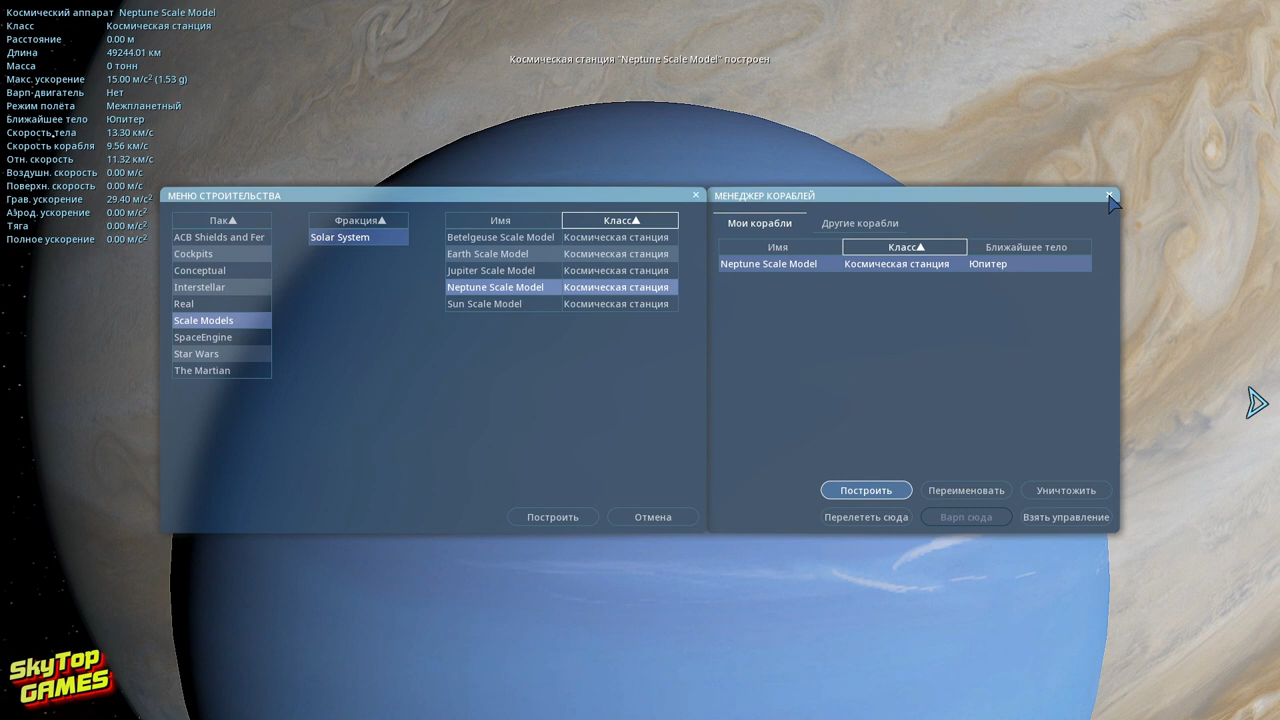 Космический аппарат Neptune Scale Model
Класс Космическая станция
Расстояние 0.00 м
Длина 49244.01 км
Масса 0 тонн
Макс. ускорение 15.00 м/с² (1.53 g)
Варп-двигатель Нет
Режим полёта Межпланетный
Ближайшее тело Юпитер
Скорость тела 13.30 км/с
Скорость корабля 9.56 км/с
Отн. скорость 11.32 км/с
Воздушн. скорость 0.00 м/с
Поверхн. скорость 0.00 м/с
Грав. ускорение 29.40 м/с²
Аэрод. ускорение 0.00 м/с²
Тяга 0.00 м/с²
Полное ускорение 0.00 м/с²
Космическая станция "Neptune Scale Model" построен
МЕНЮ СТРОИТЕЛЬСТВА
Пак▲ Фракция▲ Имя Класс▲
ACB Shields and Fer Solar System Betelgeuse Scale Model Космическая станция
Cockpits Earth Scale Model Космическая станция
Conceptual Jupiter Scale Model Космическая станция
Interstellar Neptune Scale Model Космическая станция
Real Sun Scale Model Космическая станция
Scale Models
SpaceEngine
Star Wars
The Martian
Построить Отмена
МЕНЕДЖЕР КОРАБЛЕЙ
Мои корабли Другие корабли
Имя Класс▲ Ближайшее тело
Neptune Scale Model Космическая станция Юпитер
Построить Переименовать Уничтожить
Перелететь сюда Варп сюда Взять управление
SkyTop
GAMES